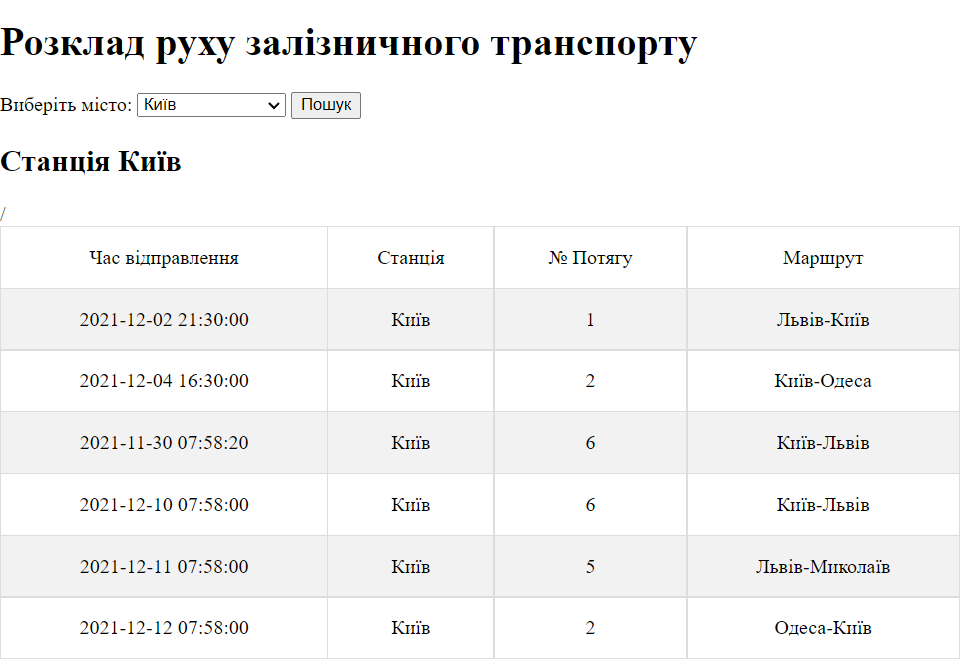 Розклад руху залізничного транспорту
Виберіть місто: Київ Пошук
Станція Київ
/
Час відправлення Станція № Потягу Маршрут
2021-12-02 21:30:00 Київ 1 Львів-Київ
2021-12-04 16:30:00 Київ 2 Київ-Одеса
2021-11-30 07:58:20 Київ 6 Київ-Львів
2021-12-10 07:58:00 Київ 6 Київ-Львів
2021-12-11 07:58:00 Київ 5 Львів-Миколаїв
2021-12-12 07:58:00 Київ 2 Одеса-Київ